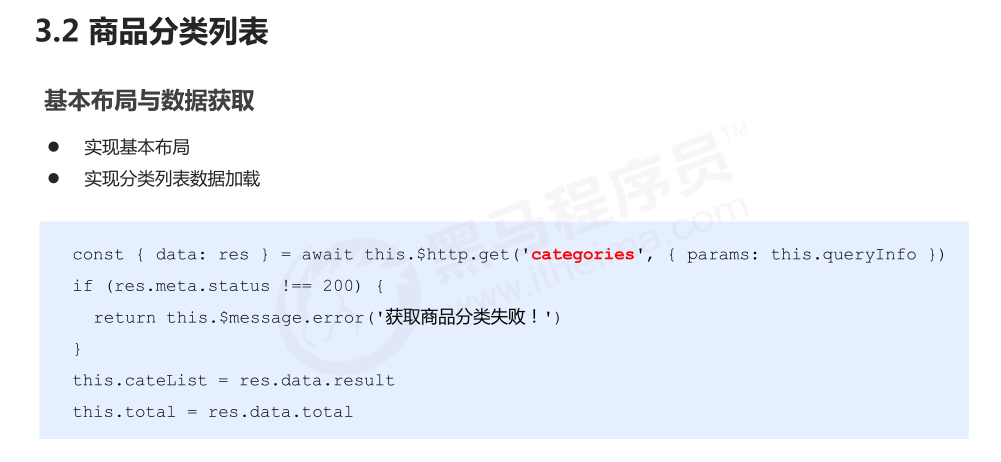 3.2 商品分类列表
基本布局与数据获取
● 实现基本布局
● 实现分类列表数据加载
const { data: res } = await this.$http.get('categories', { params: this.queryInfo })
if (res.meta.status !== 200) {
  return this.$message.error('获取商品分类失败！')
}
this.cateList = res.data.result
this.total = res.data.total
黑马程序员™
www.itheima.com